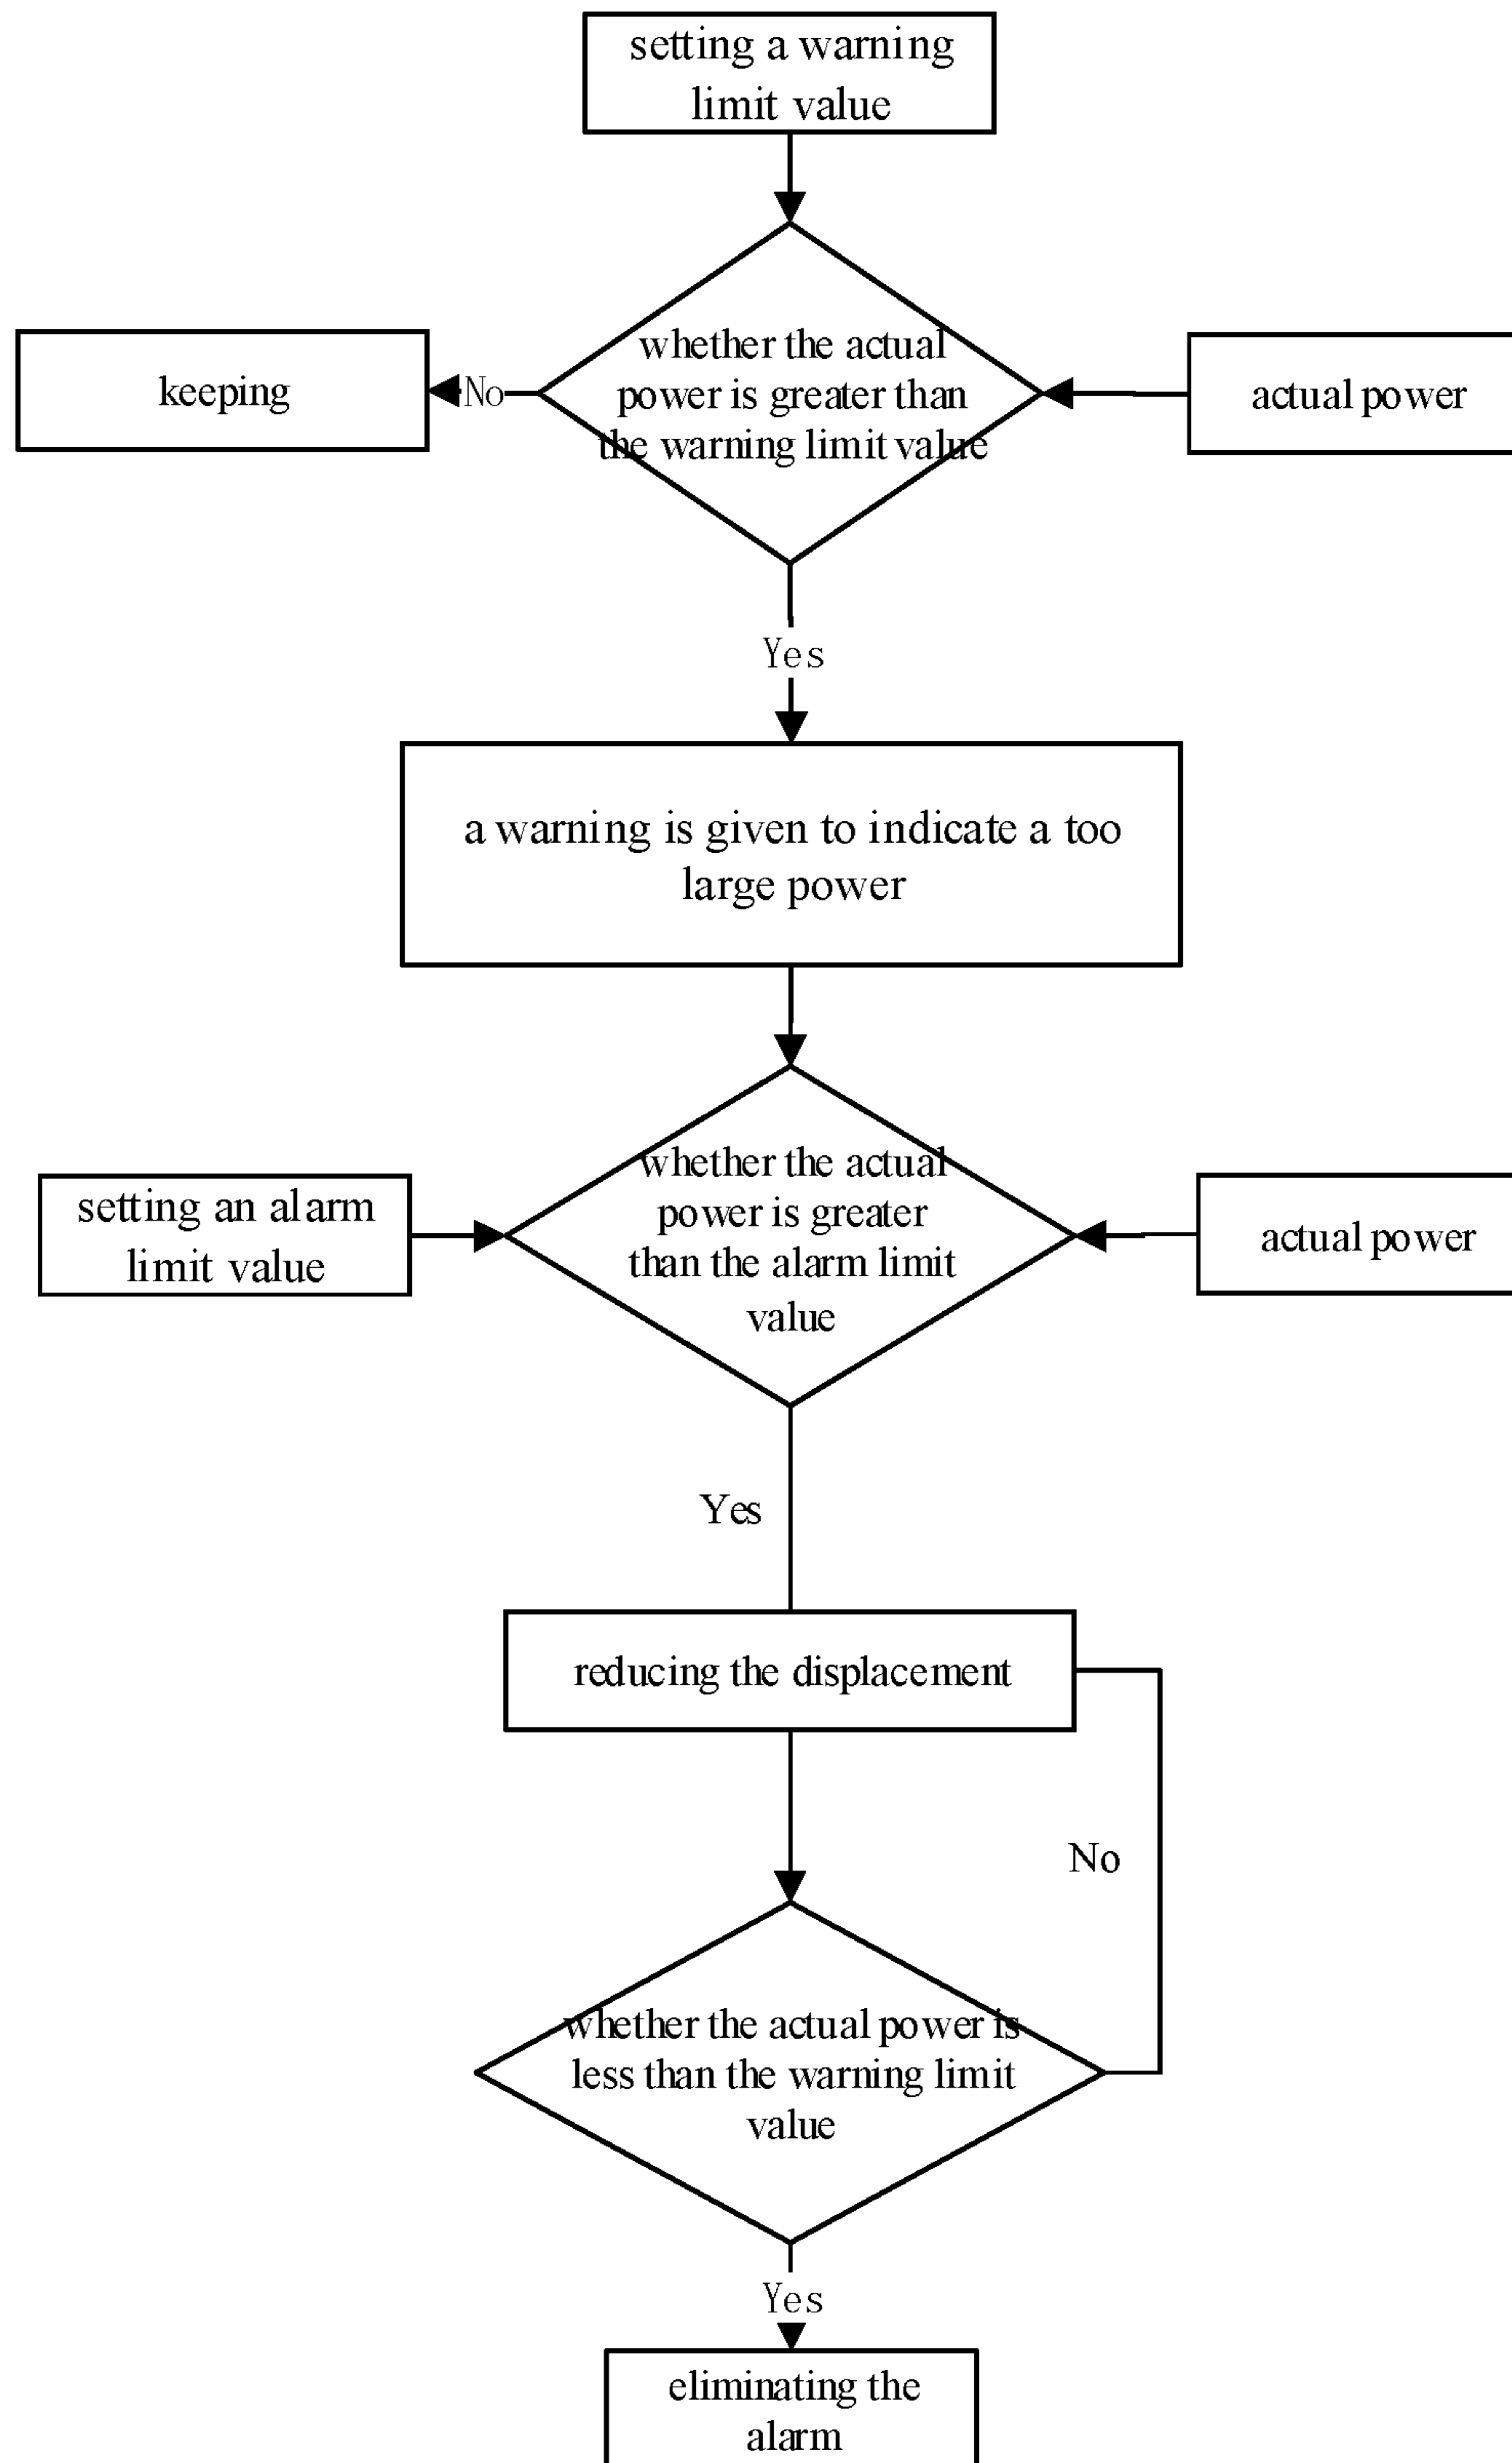 setting a warning
limit value
whether the actual
power is greater than
the warning limit value
keeping
No
actual power
Yes
a warning is given to indicate a too
large power
setting an alarm
limit value
whether the actual
power is greater
than the alarm limit
value
actual power
Yes
reducing the displacement
No
whether the actual power is
less than the warning limit
value
Yes
eliminating the
alarm